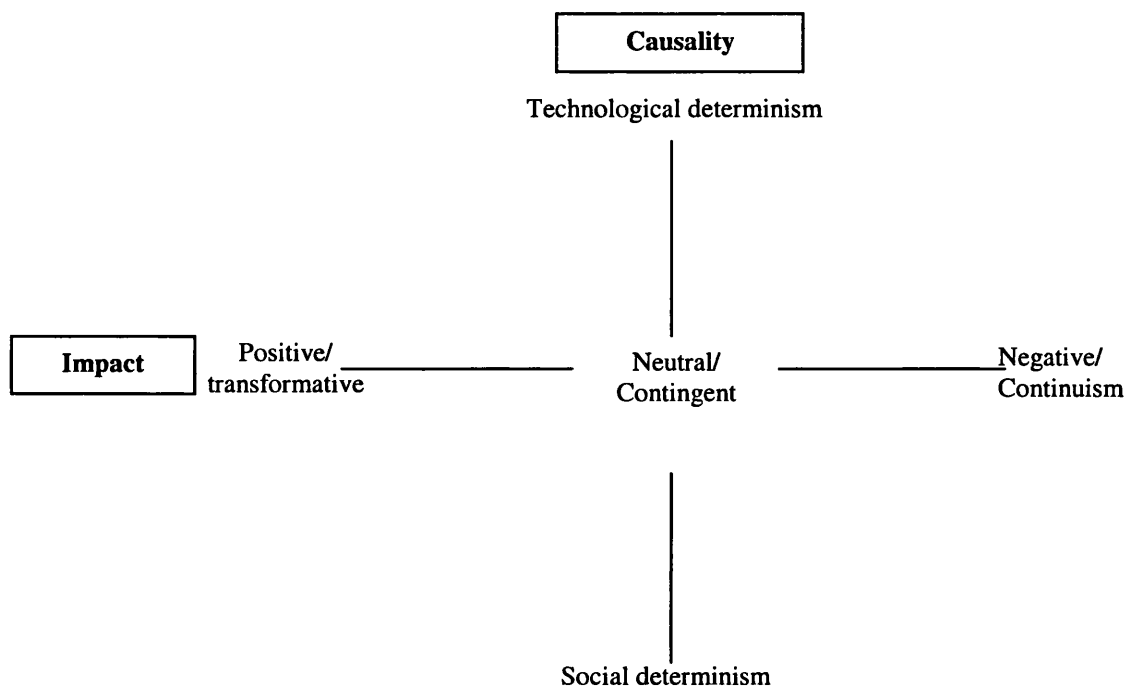 Causality
Technological determinism
Impact
Positive/
transformative
Neutral/
Contingent
Negative/
Continuism
Social determinism